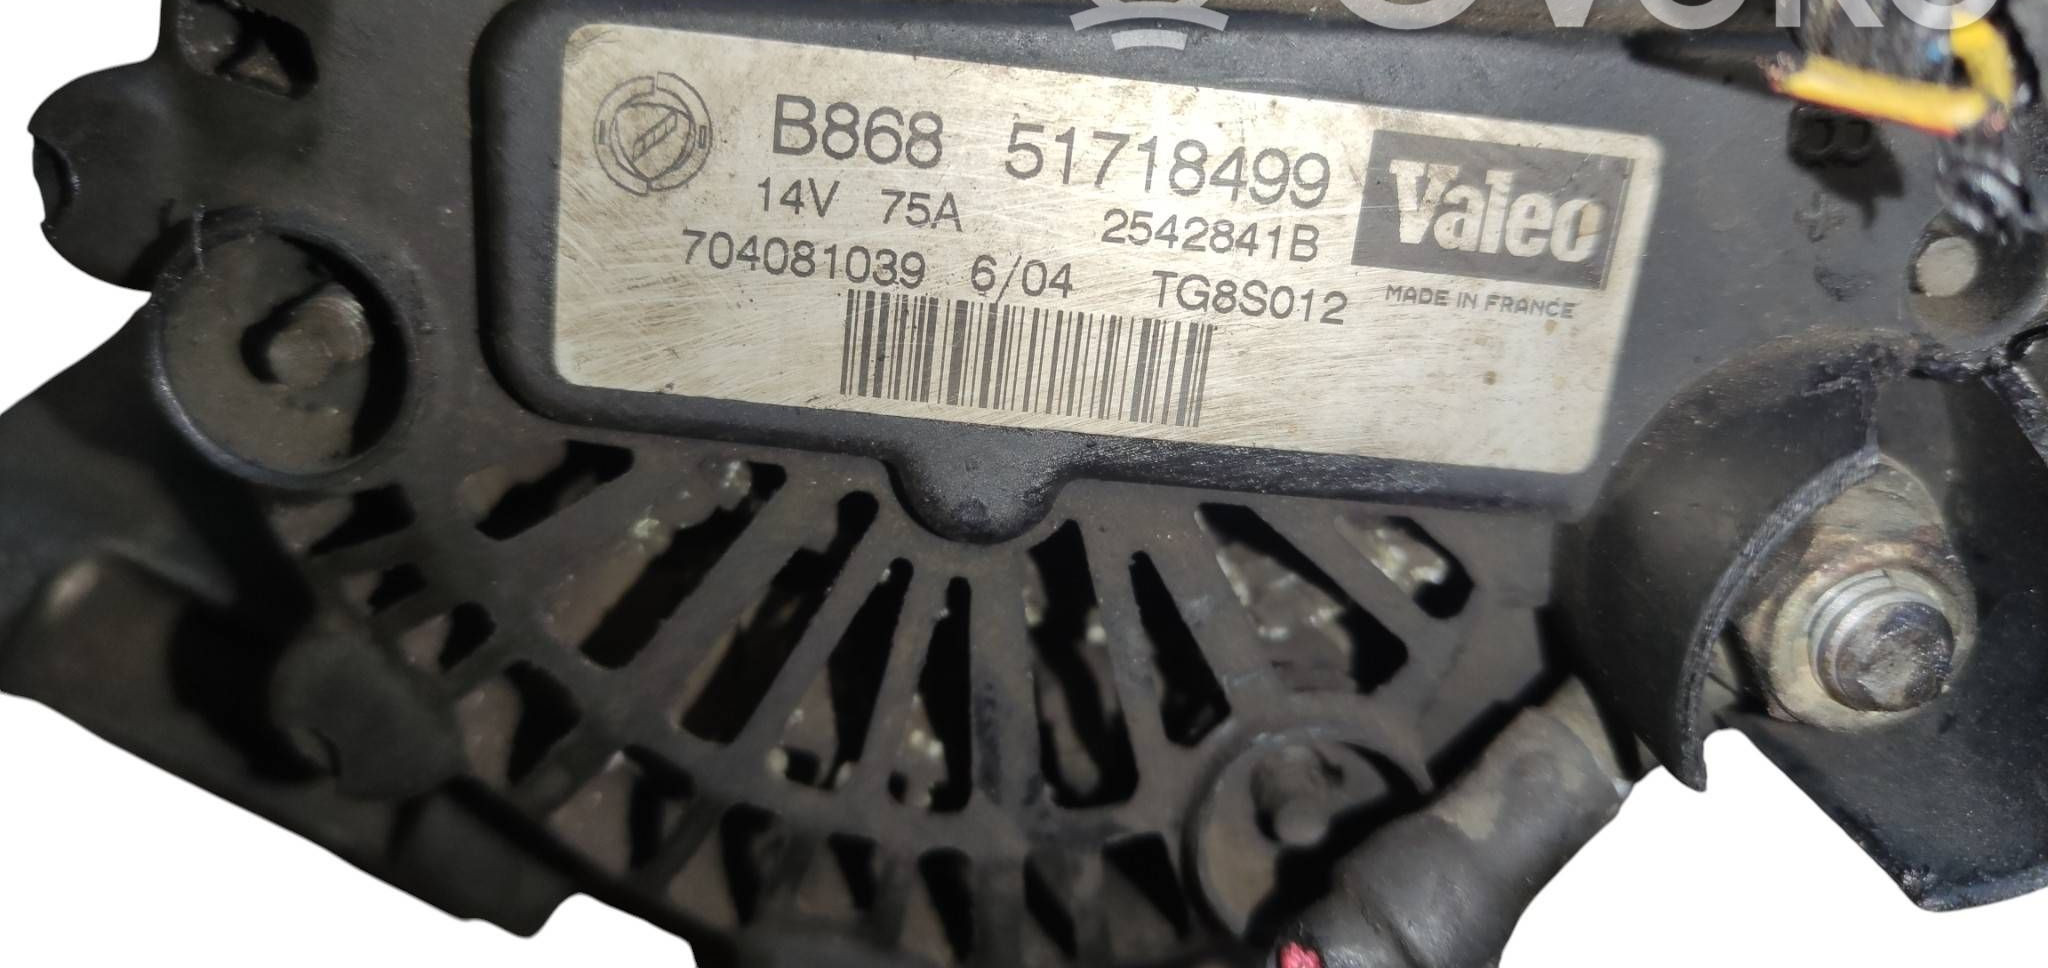 B868 51718499
14V 75A 2542841B
704081039 6/04 TG8S012
Valeo
MADE IN FRANCE
B+